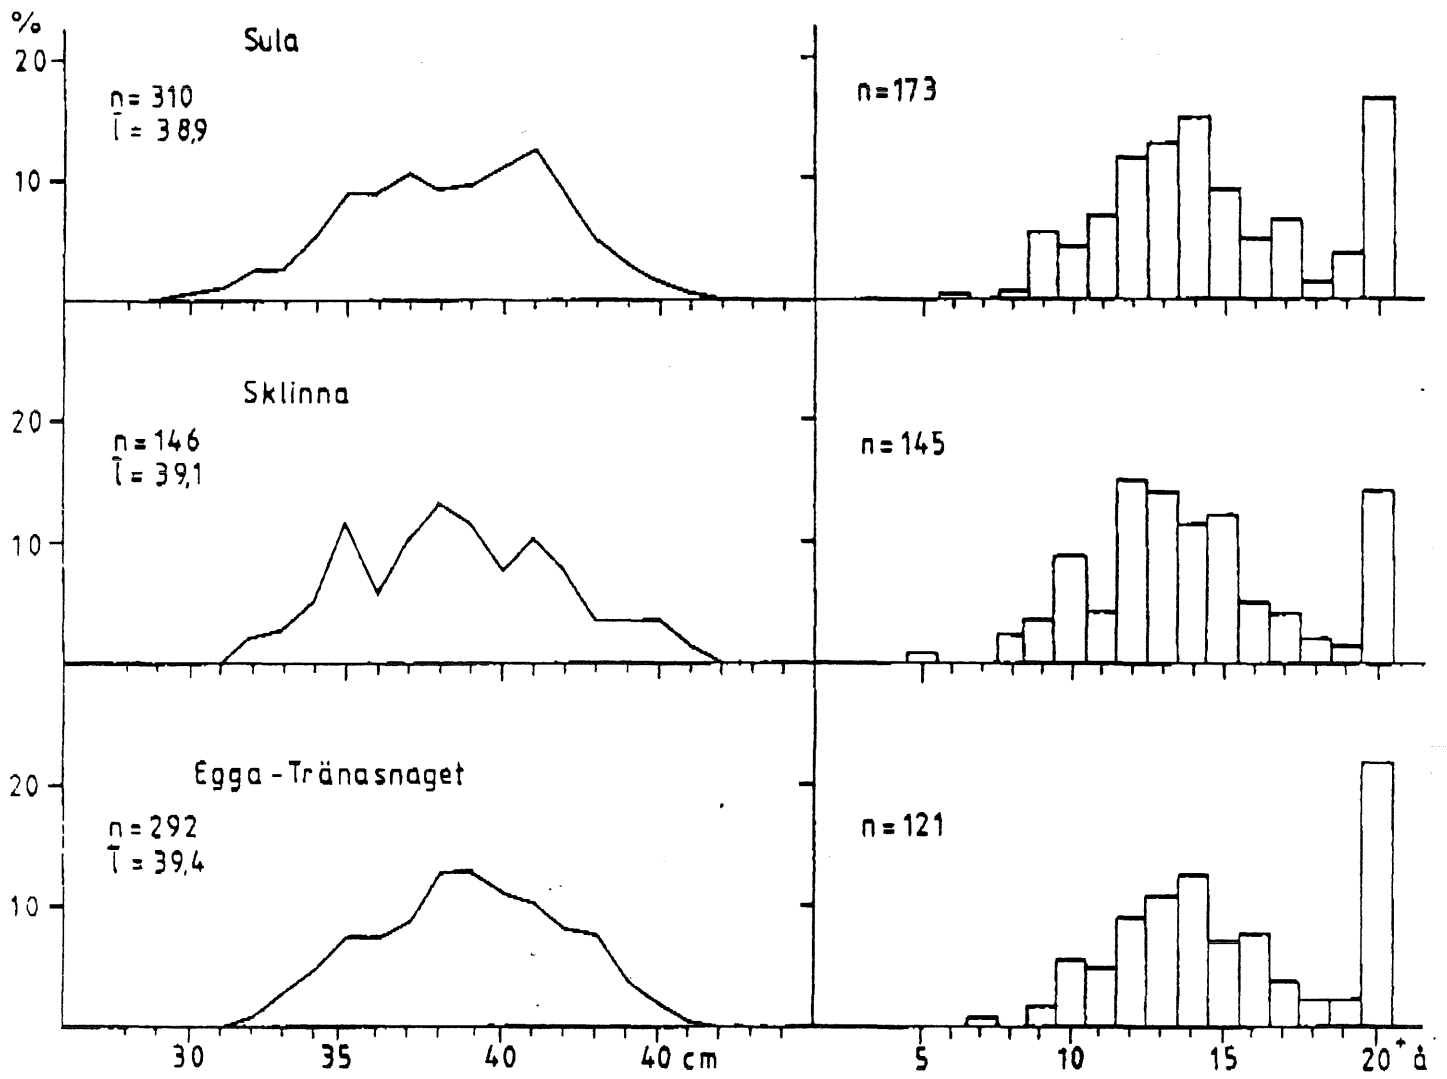 %
Sula
20
n = 310
l̄ = 38,9
10
n = 173
Sklinna
20
n = 146
l̄ = 39,1
10
n = 145
Egga - Tränasnaget
20
n = 292
l̄ = 39,4
10
n = 121
30 35 40 40 cm
5 10 15 20⁺ å